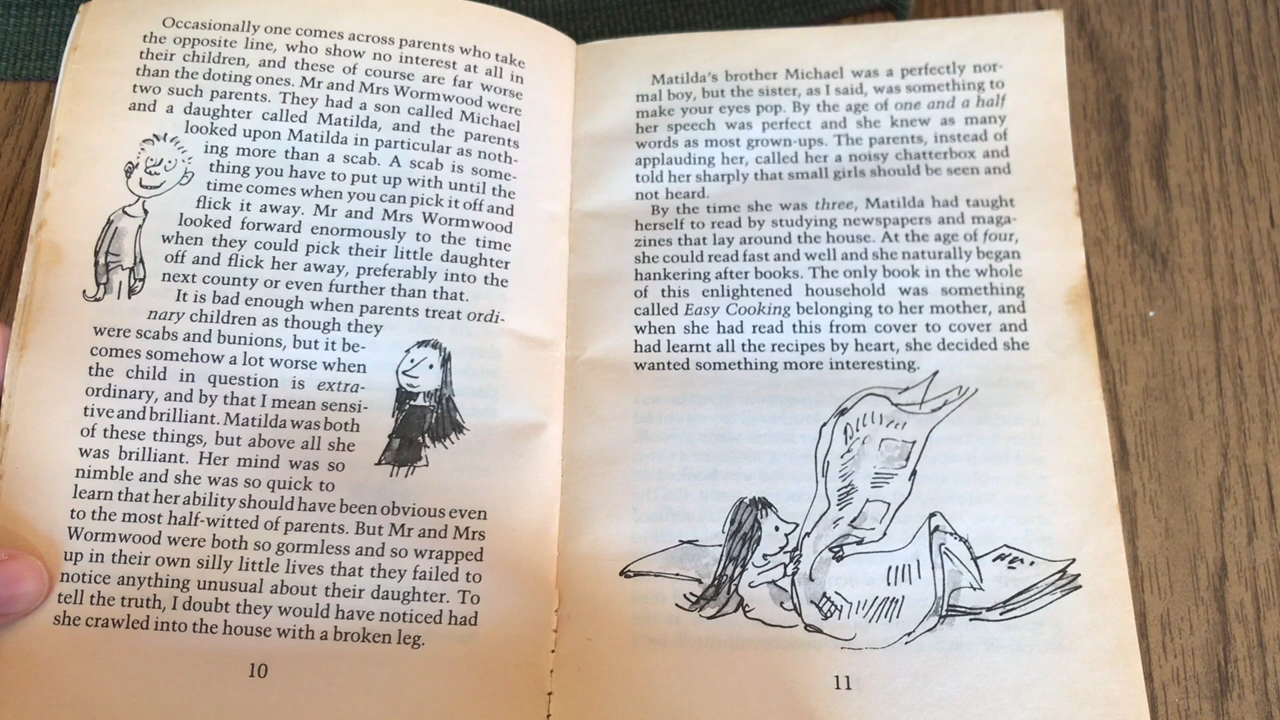 Occasionally one comes across parents who take
the opposite line, who show no interest at all in
their children, and these of course are far worse
than the doting ones. Mr and Mrs Wormwood were
two such parents. They had a son called Michael
and a daughter called Matilda, and the parents
looked upon Matilda in particular as noth-
ing more than a scab. A scab is some-
thing you have to put up with until the
time comes when you can pick it off and
flick it away. Mr and Mrs Wormwood
looked forward enormously to the time
when they could pick their little daughter
off and flick her away, preferably into the
next county or even further than that.
It is bad enough when parents treat ordi-
nary children as though they
were scabs and bunions, but it be-
comes somehow a lot worse when
the child in question is extra-
ordinary, and by that I mean sensi-
tive and brilliant. Matilda was both
of these things, but above all she
was brilliant. Her mind was so
nimble and she was so quick to
learn that her ability should have been obvious even
to the most half-witted of parents. But Mr and Mrs
Wormwood were both so gormless and so wrapped
up in their own silly little lives that they failed to
notice anything unusual about their daughter. To
tell the truth, I doubt they would have noticed had
she crawled into the house with a broken leg.
10
Matilda's brother Michael was a perfectly nor-
mal boy, but the sister, as I said, was something to
make your eyes pop. By the age of one and a half
her speech was perfect and she knew as many
words as most grown-ups. The parents, instead of
applauding her, called her a noisy chatterbox and
told her sharply that small girls should be seen and
not heard.
By the time she was three, Matilda had taught
herself to read by studying newspapers and maga-
zines that lay around the house. At the age of four,
she could read fast and well and she naturally began
hankering after books. The only book in the whole
of this enlightened household was something
called Easy Cooking belonging to her mother, and
when she had read this from cover to cover and
had learnt all the recipes by heart, she decided she
wanted something more interesting.
11